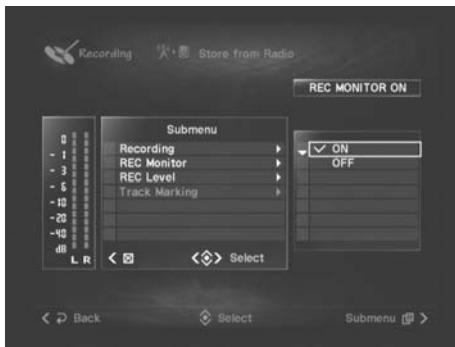 Recording Store from Radio
REC MONITOR ON
Submenu
Recording
REC Monitor
REC Level
Track Marking
ON
OFF
0
- 1
- 3
- 6
-10
-20
-40
dB
L R
Select
Back
Select
Submenu